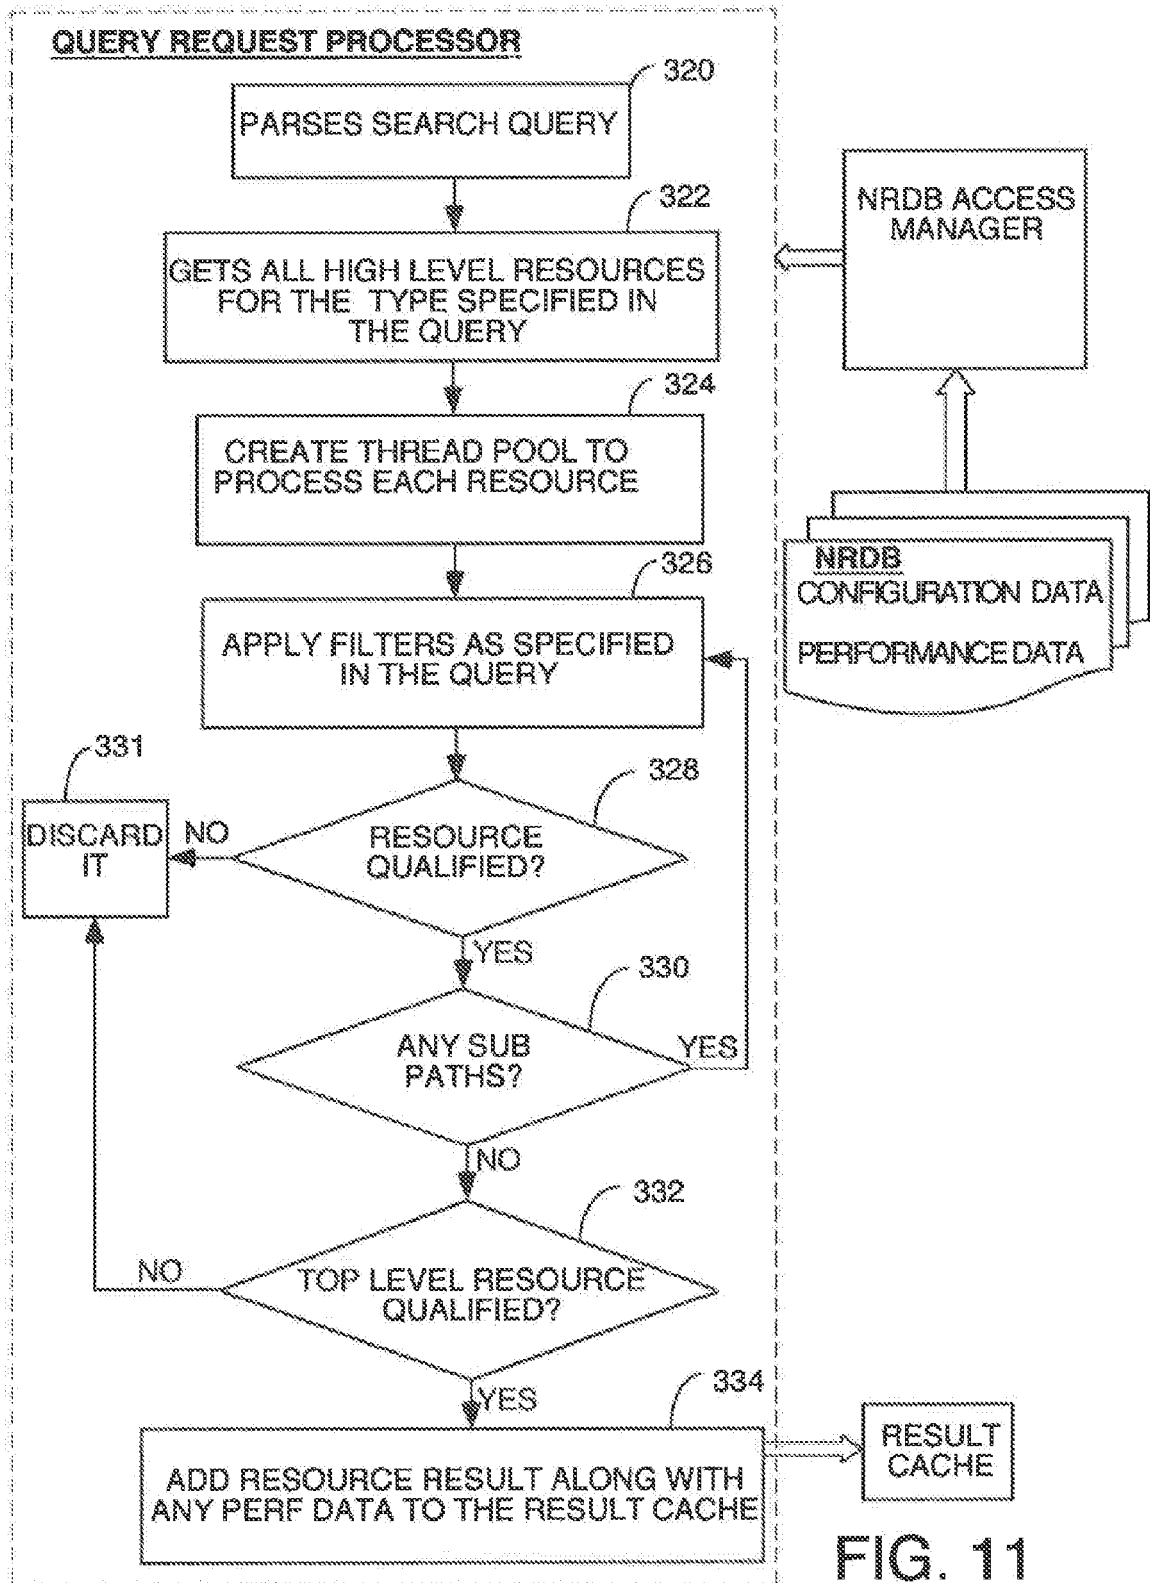 QUERY REQUEST PROCESSOR
320
PARSES SEARCH QUERY
322
GETS ALL HIGH LEVEL RESOURCES
FOR THE TYPE SPECIFIED IN
THE QUERY
324
CREATE THREAD POOL TO
PROCESS EACH RESOURCE
326
APPLY FILTERS AS SPECIFIED
IN THE QUERY
NRDB ACCESS
MANAGER
NRDB
CONFIGURATION DATA
PERFORMANCE DATA
331
DISCARD
IT
NO
328
RESOURCE
QUALIFIED?
YES
330
ANY SUB
PATHS?
YES
NO
332
TOP LEVEL RESOURCE
QUALIFIED?
NO
YES
334
ADD RESOURCE RESULT ALONG WITH
ANY PERF DATA TO THE RESULT CACHE
RESULT
CACHE
FIG. 11